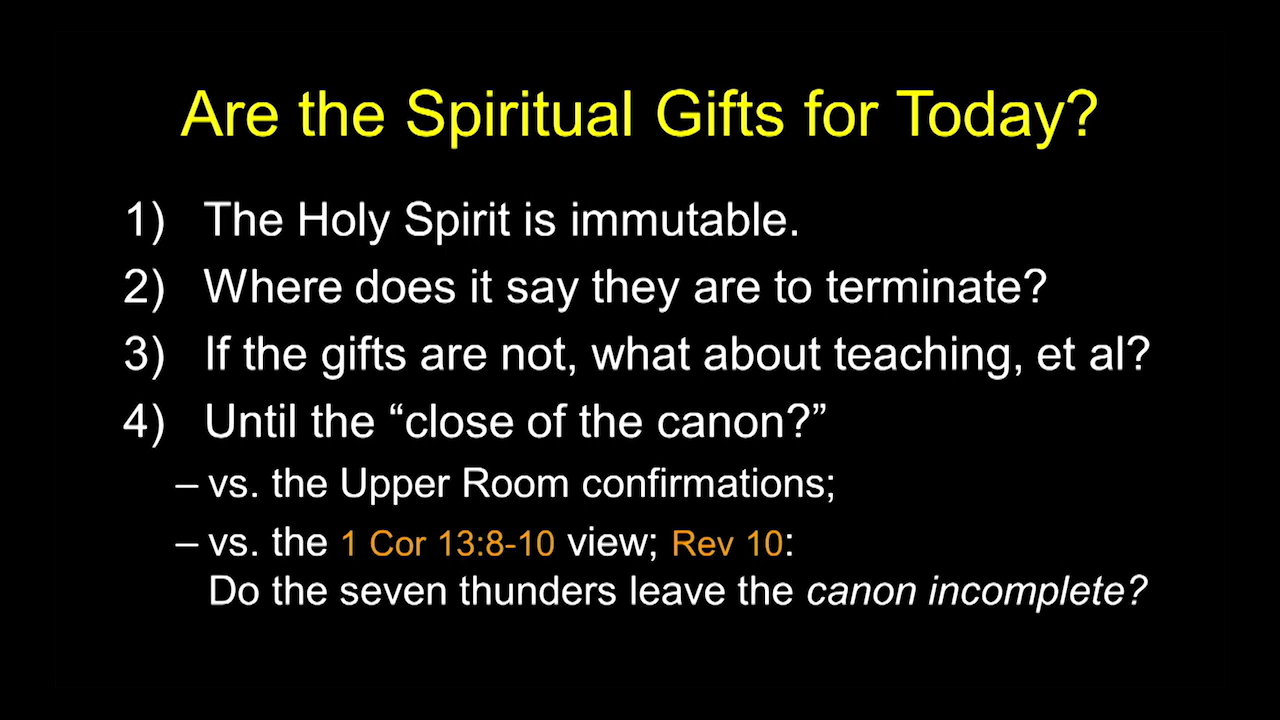 Are the Spiritual Gifts for Today?
1) The Holy Spirit is immutable.
2) Where does it say they are to terminate?
3) If the gifts are not, what about teaching, et al?
4) Until the “close of the canon?”
– vs. the Upper Room confirmations;
– vs. the 1 Cor 13:8-10 view; Rev 10:
Do the seven thunders leave the canon incomplete?